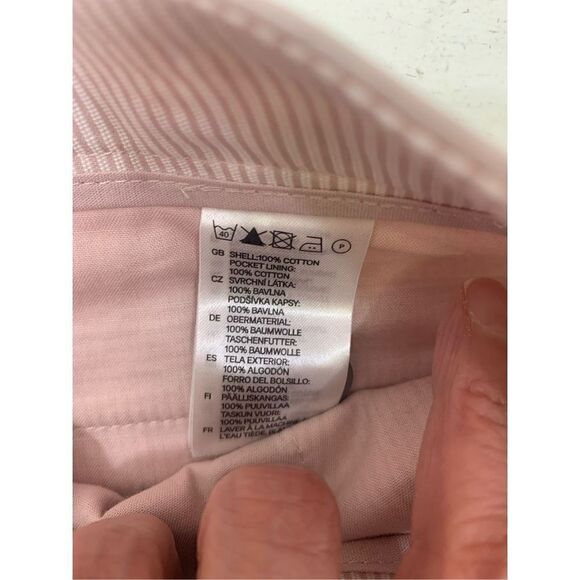 40 P
GB SHELL:100% COTTON
POCKET LINING:
100% COTTON
CZ SVRCHNÍ LÁTKA:
100% BAVLNA
PODŠÍVKA KAPSY:
100% BAVLNA
DE OBERMATERIAL:
100% BAUMWOLLE
TASCHENFUTTER:
100% BAUMWOLLE
ES TELA EXTERIOR:
100% ALGODÓN
FORRO DEL BOLSILLO:
100% ALGODÓN
FI PÄÄLLISKANGAS:
100% PUUVILLAA
TASKUN VUORI:
100% PUUVILLAA
FR LAVER À LA MACHINE À
L'EAU TIÈDE,